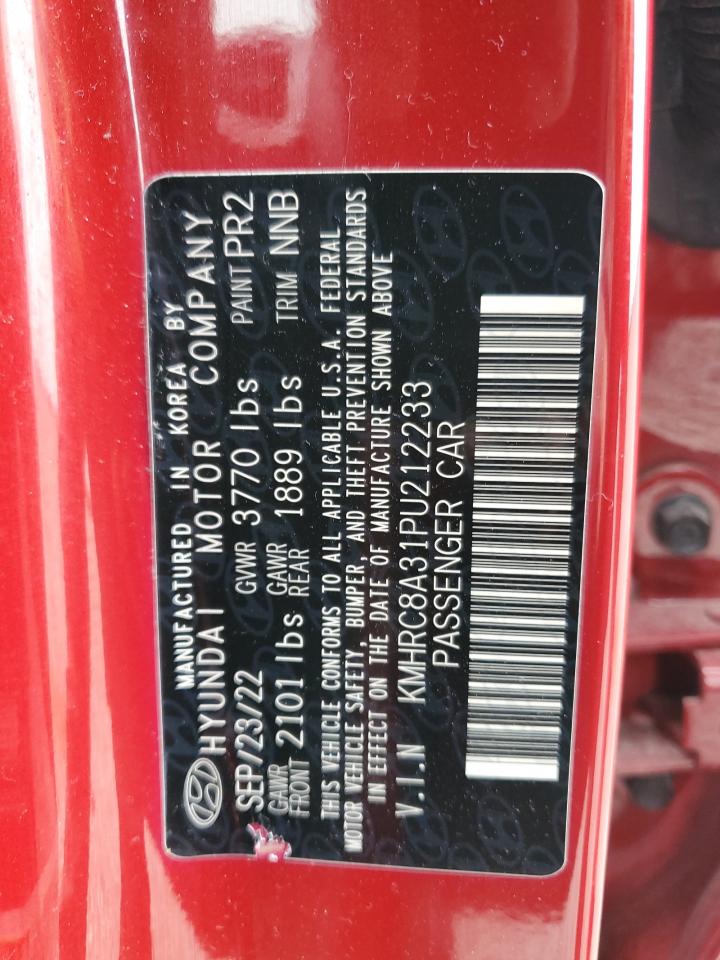 MANUFACTURED IN KOREA BY
HYUNDAI MOTOR COMPANY
SEP/23/22 GVWR 3770 lbs PAINT PR2
GAWR FRONT 2101 lbs GAWR REAR 1889 lbs TRIM NNB
THIS VEHICLE CONFORMS TO ALL APPLICABLE U.S.A. FEDERAL
MOTOR VEHICLE SAFETY, BUMPER AND THEFT PREVENTION STANDARDS
IN EFFECT ON THE DATE OF MANUFACTURE SHOWN ABOVE
V.I.N KMHRC8A31PU212233
PASSENGER CAR